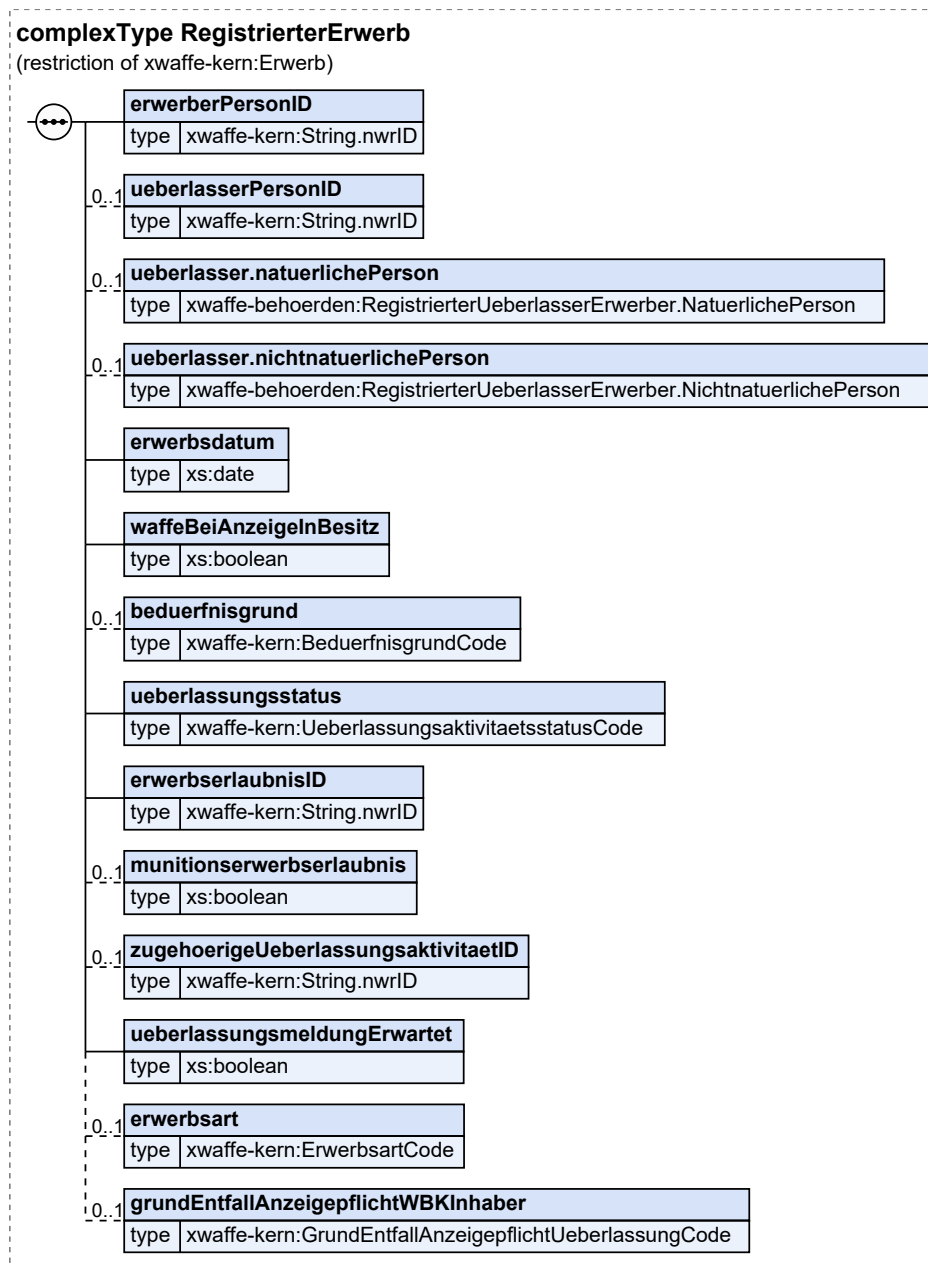 complexType RegistrierterErwerb
(restriction of xwaffe-kern:Erwerb)
erwerberPersonID
type xwaffe-kern:String.nwrID
0..1 ueberlasserPersonID
type xwaffe-kern:String.nwrID
0..1 ueberlasser.natuerlichePerson
type xwaffe-behoerden:RegistrierterUeberlasserErwerber.NatuerlichePerson
0..1 ueberlasser.nichtnatuerlichePerson
type xwaffe-behoerden:RegistrierterUeberlasserErwerber.NichtnatuerlichePerson
erwerbsdatum
type xs:date
waffeBeiAnzeigeInBesitz
type xs:boolean
0..1 beduerfnisgrund
type xwaffe-kern:BeduerfnisgrundCode
ueberlassungsstatus
type xwaffe-kern:UeberlassungsaktivitaetsstatusCode
erwerbserlaubnisID
type xwaffe-kern:String.nwrID
0..1 munitionserwerbserlaubnis
type xs:boolean
0..1 zugehoerigeUeberlassungsaktivitaetID
type xwaffe-kern:String.nwrID
ueberlassungsmeldungErwartet
type xs:boolean
0..1 erwerbsart
type xwaffe-kern:ErwerbsartCode
0..1 grundEntfallAnzeigepflichtWBKInhaber
type xwaffe-kern:GrundEntfallAnzeigepflichtUeberlassungCode